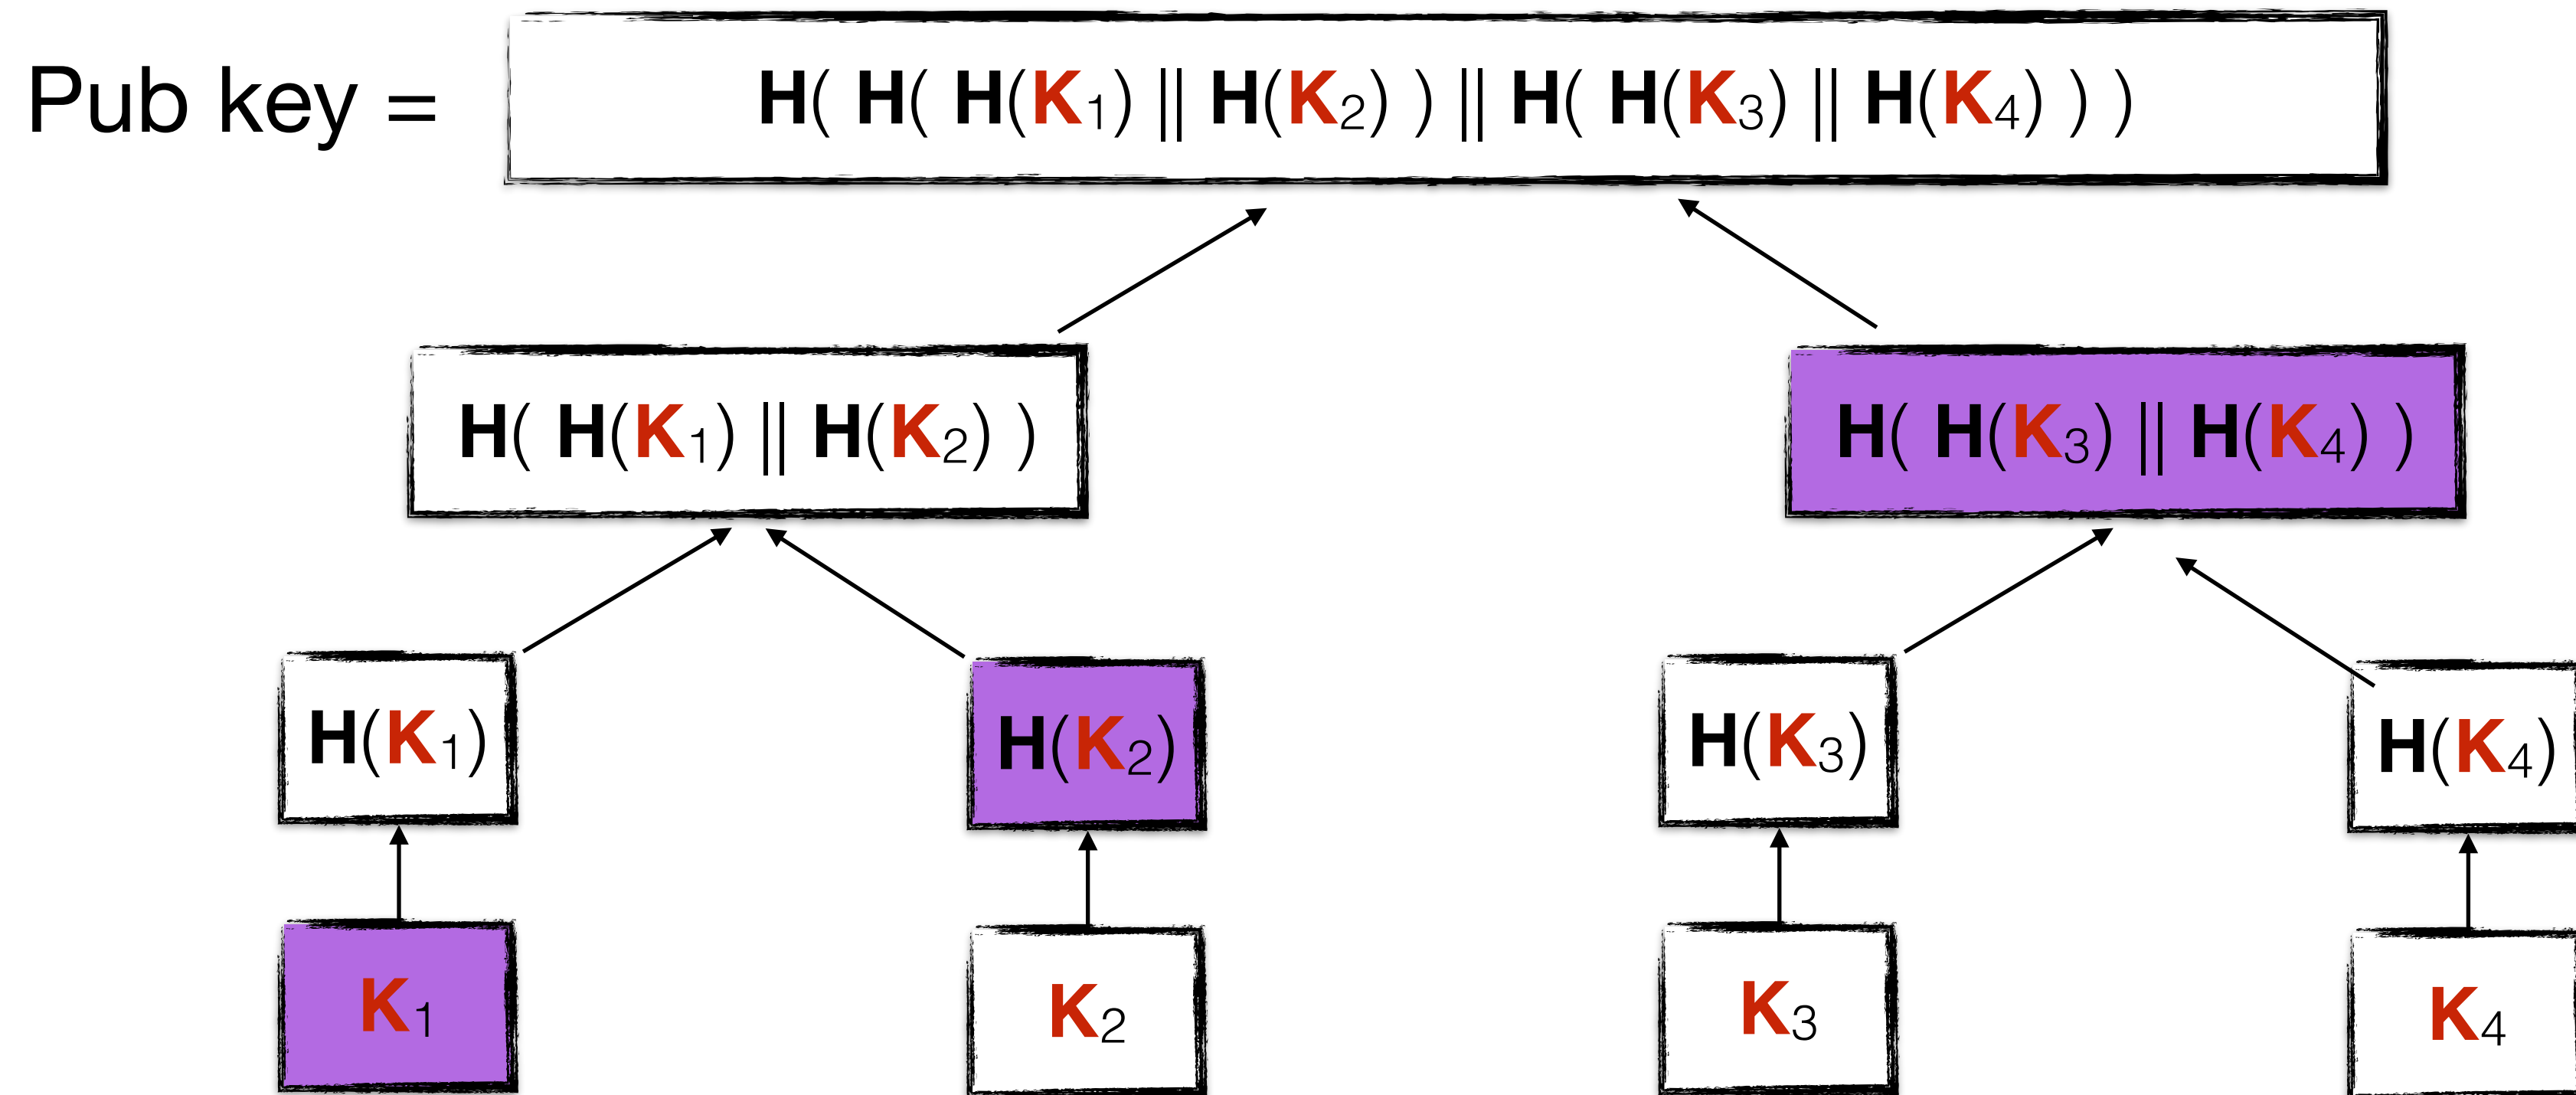 Pub key = H( H( H(K₁) || H(K₂) ) || H( H(K₃) || H(K₄) ) )
H( H(K₁) || H(K₂) )
H( H(K₃) || H(K₄) )
H(K₁)
H(K₂)
H(K₃)
H(K₄)
K₁
K₂
K₃
K₄